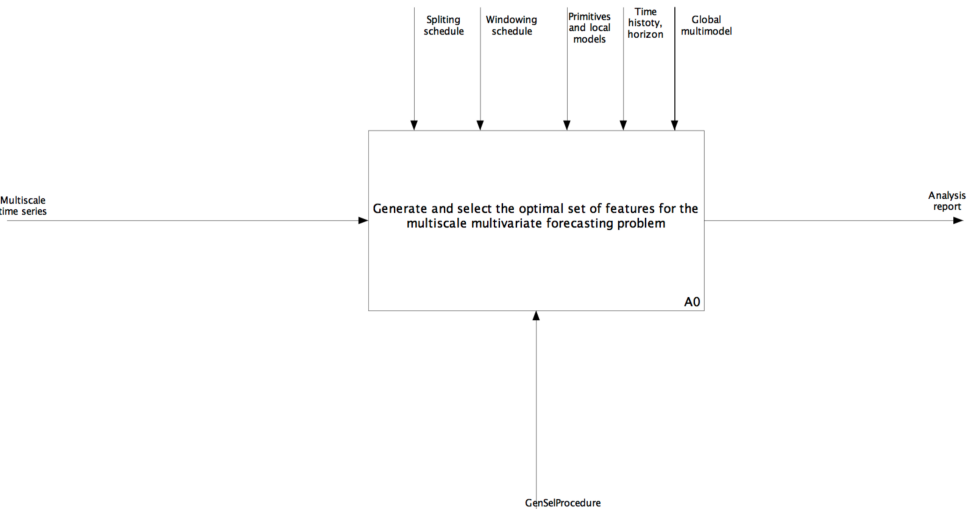 Spliting
schedule
Windowing
schedule
Primitives
and local
models
Time
histoty,
horizon
Global
multimodel
Multiscale
time series
Generate and select the optimal set of features for the
multiscale multivariate forecasting problem
A0
Analysis
report
GenSelProcedure